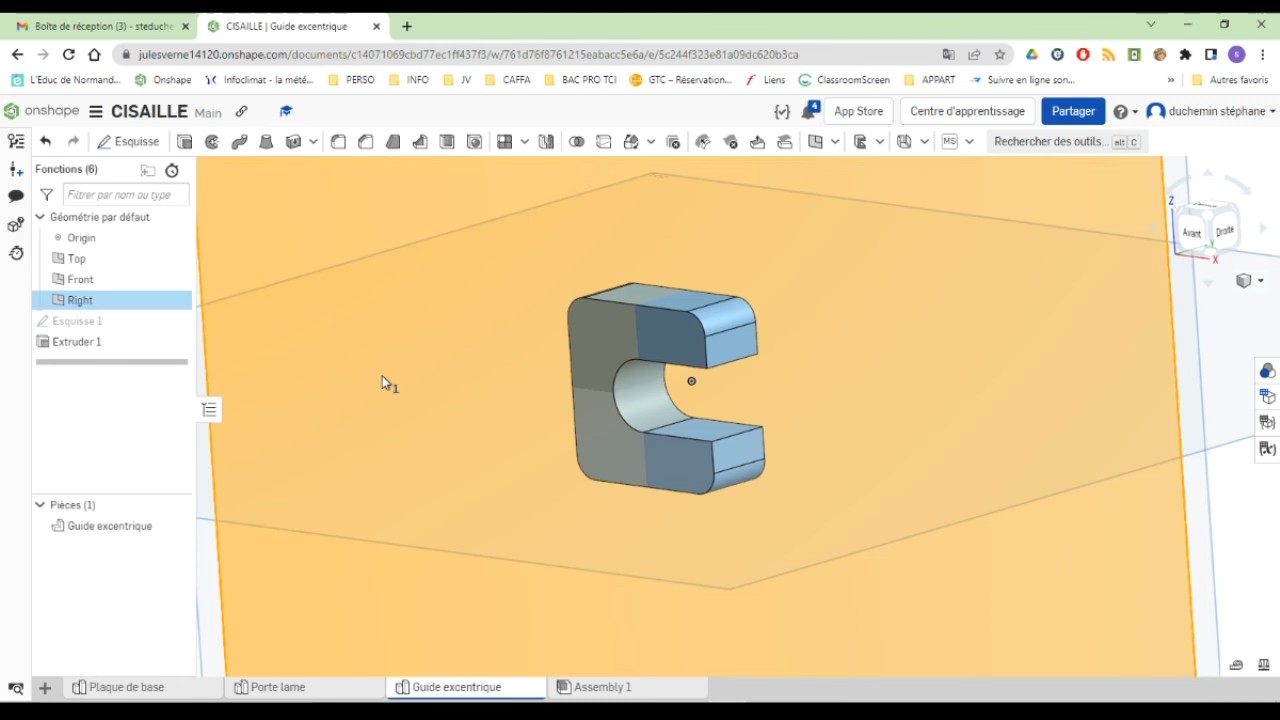 Boîte de réception (3) - steduche
CISAILLE | Guide excentrique
julesverne14120.onshape.com/documents/c14071069cbd77ec1ff437f3/w/761d76f8761215eabacc5e6a/e/5c244f323e81a09dc620b3ca
S
L'Educ de Normand...
Onshape
Infoclimat - la mété...
PERSO
INFO
JV
CAFFA
BAC PRO TCI
GTC – Réservation...
Liens
ClassroomScreen
APPART
Suivre en ligne son...
»
Autres favoris
onshape
CISAILLE
Main
4
App Store
Centre d'apprentissage
Partager
duchemin stéphane
Esquisse
MS
Rechercher des outils...
alt C
Fonctions (6)
Filtrer par nom ou type
Géométrie par défaut
Origin
Top
Front
Right
Esquisse 1
Extruder 1
Pièces (1)
Guide excentrique
1
Z
Avant
Droite
Y
X
Plaque de base
Porte lame
Guide excentrique
Assembly 1